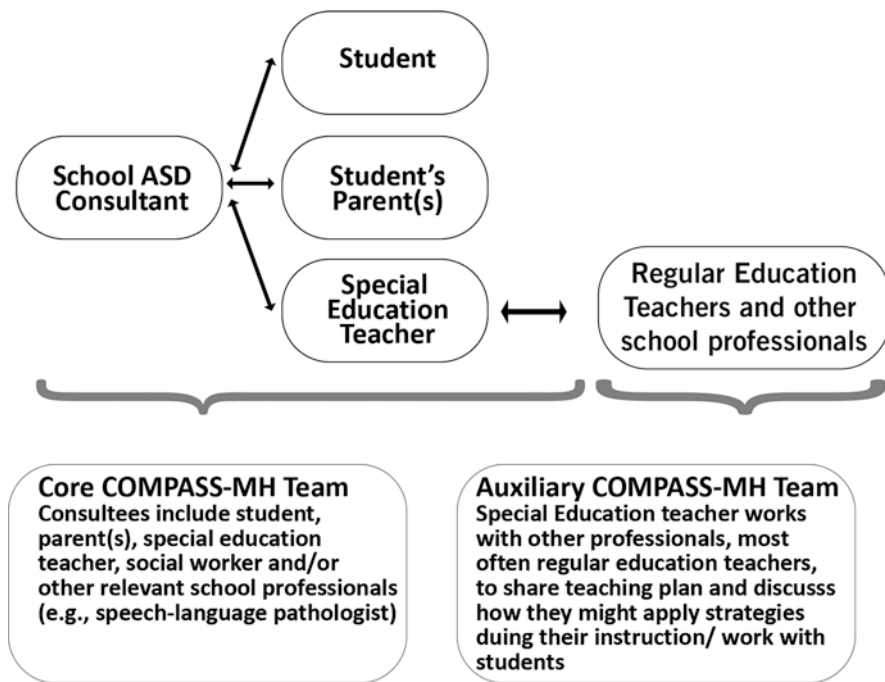 Student
School ASD
Consultant
Student's
Parent(s)
Special
Education
Teacher
Regular Education
Teachers and other
school professionals
Core COMPASS-MH Team
Consultees include student,
parent(s), special education
teacher, social worker and/or
other relevant school professionals
(e.g., speech-language pathologist)
Auxiliary COMPASS-MH Team
Special Education teacher works
with other professionals, most
often regular education teachers,
to share teaching plan and discusss
how they might apply strategies
duing their instruction/ work with
students